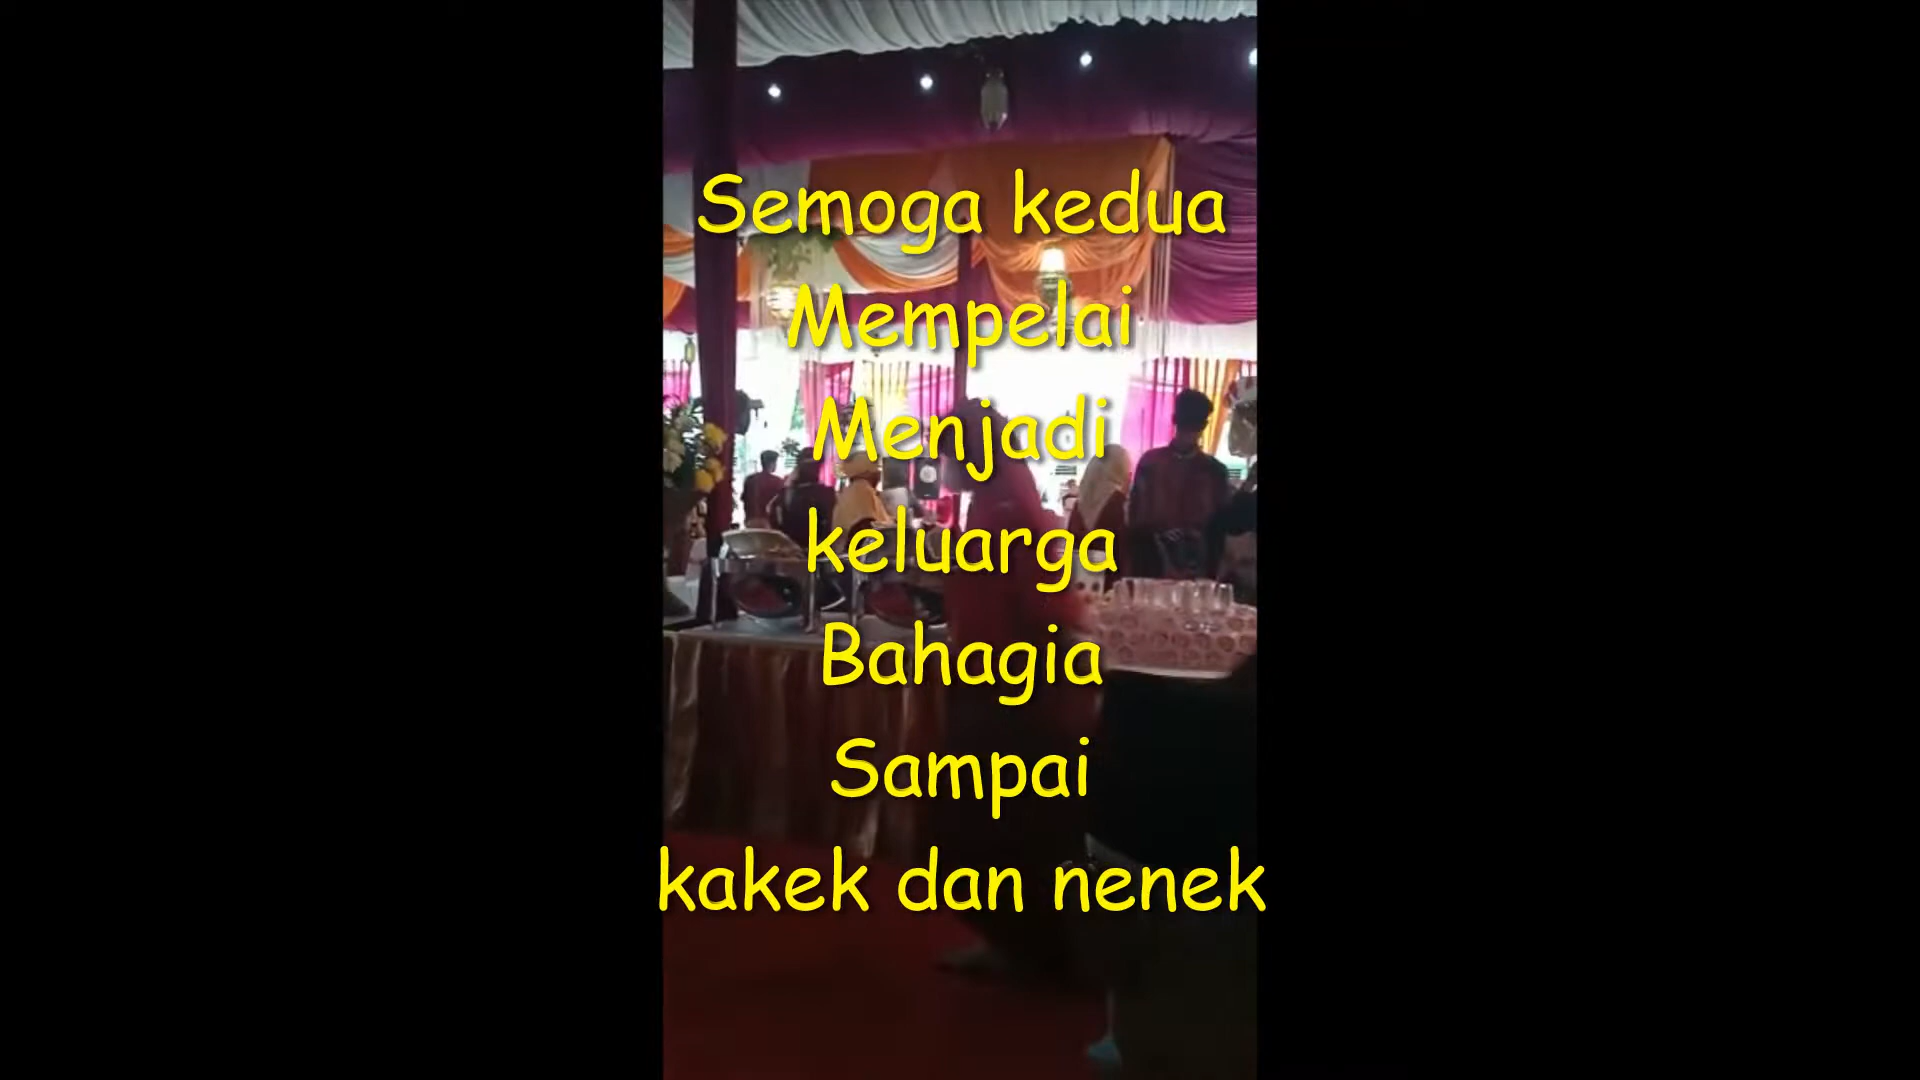 Semoga kedua
Mempelai
Menjadi
keluarga
Bahagia
Sampai
kakek dan nenek